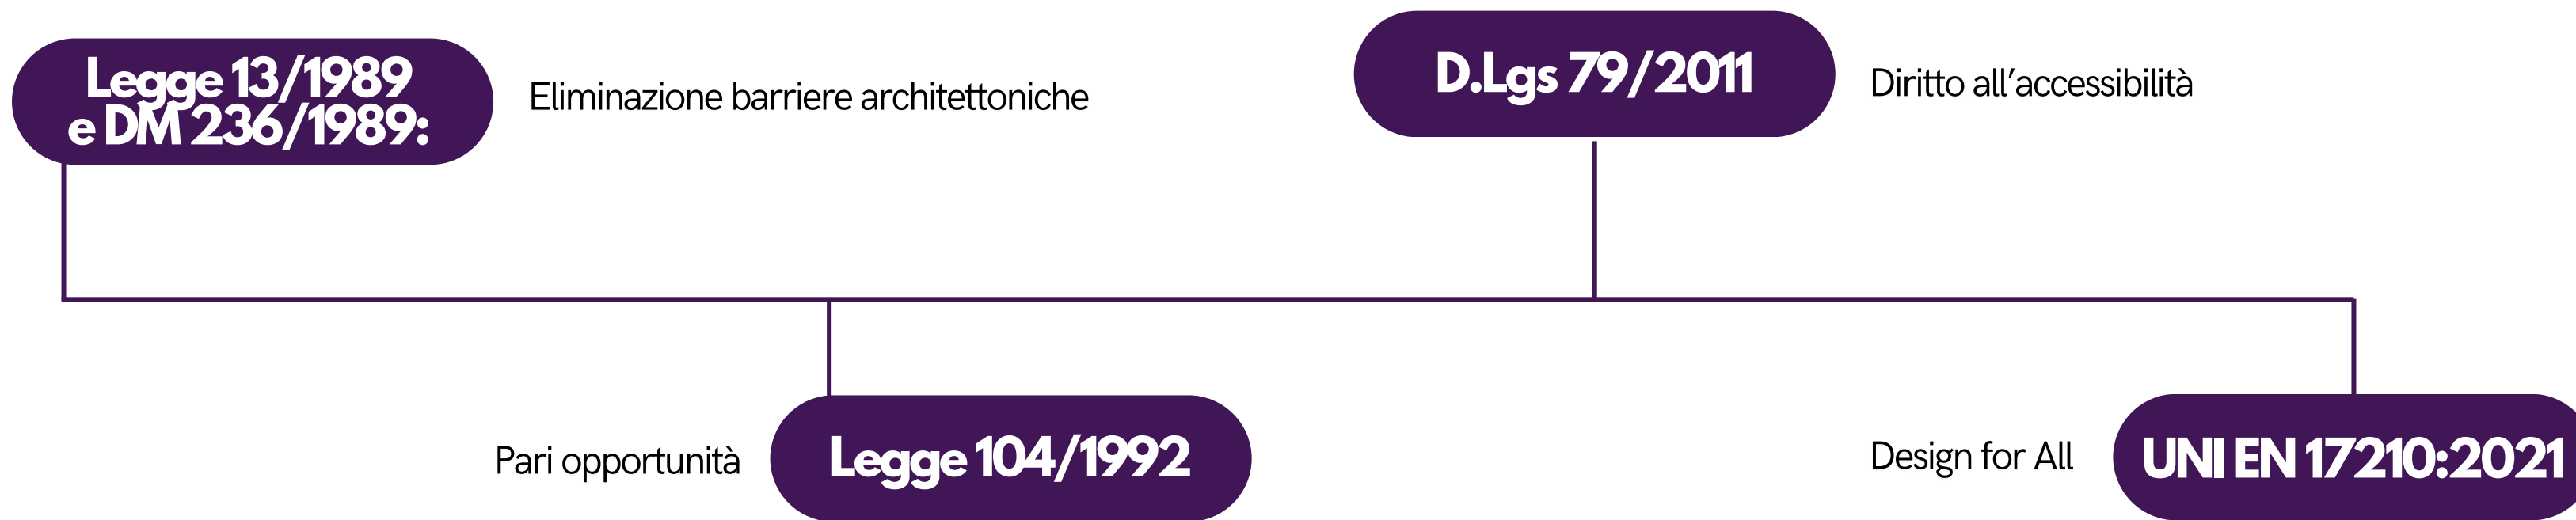 Legge 13/1989
e DM 236/1989:
Eliminazione barriere architettoniche
D.Lgs 79/2011
Diritto all’accessibilità
Pari opportunità
Legge 104/1992
Design for All
UNI EN 17210:2021